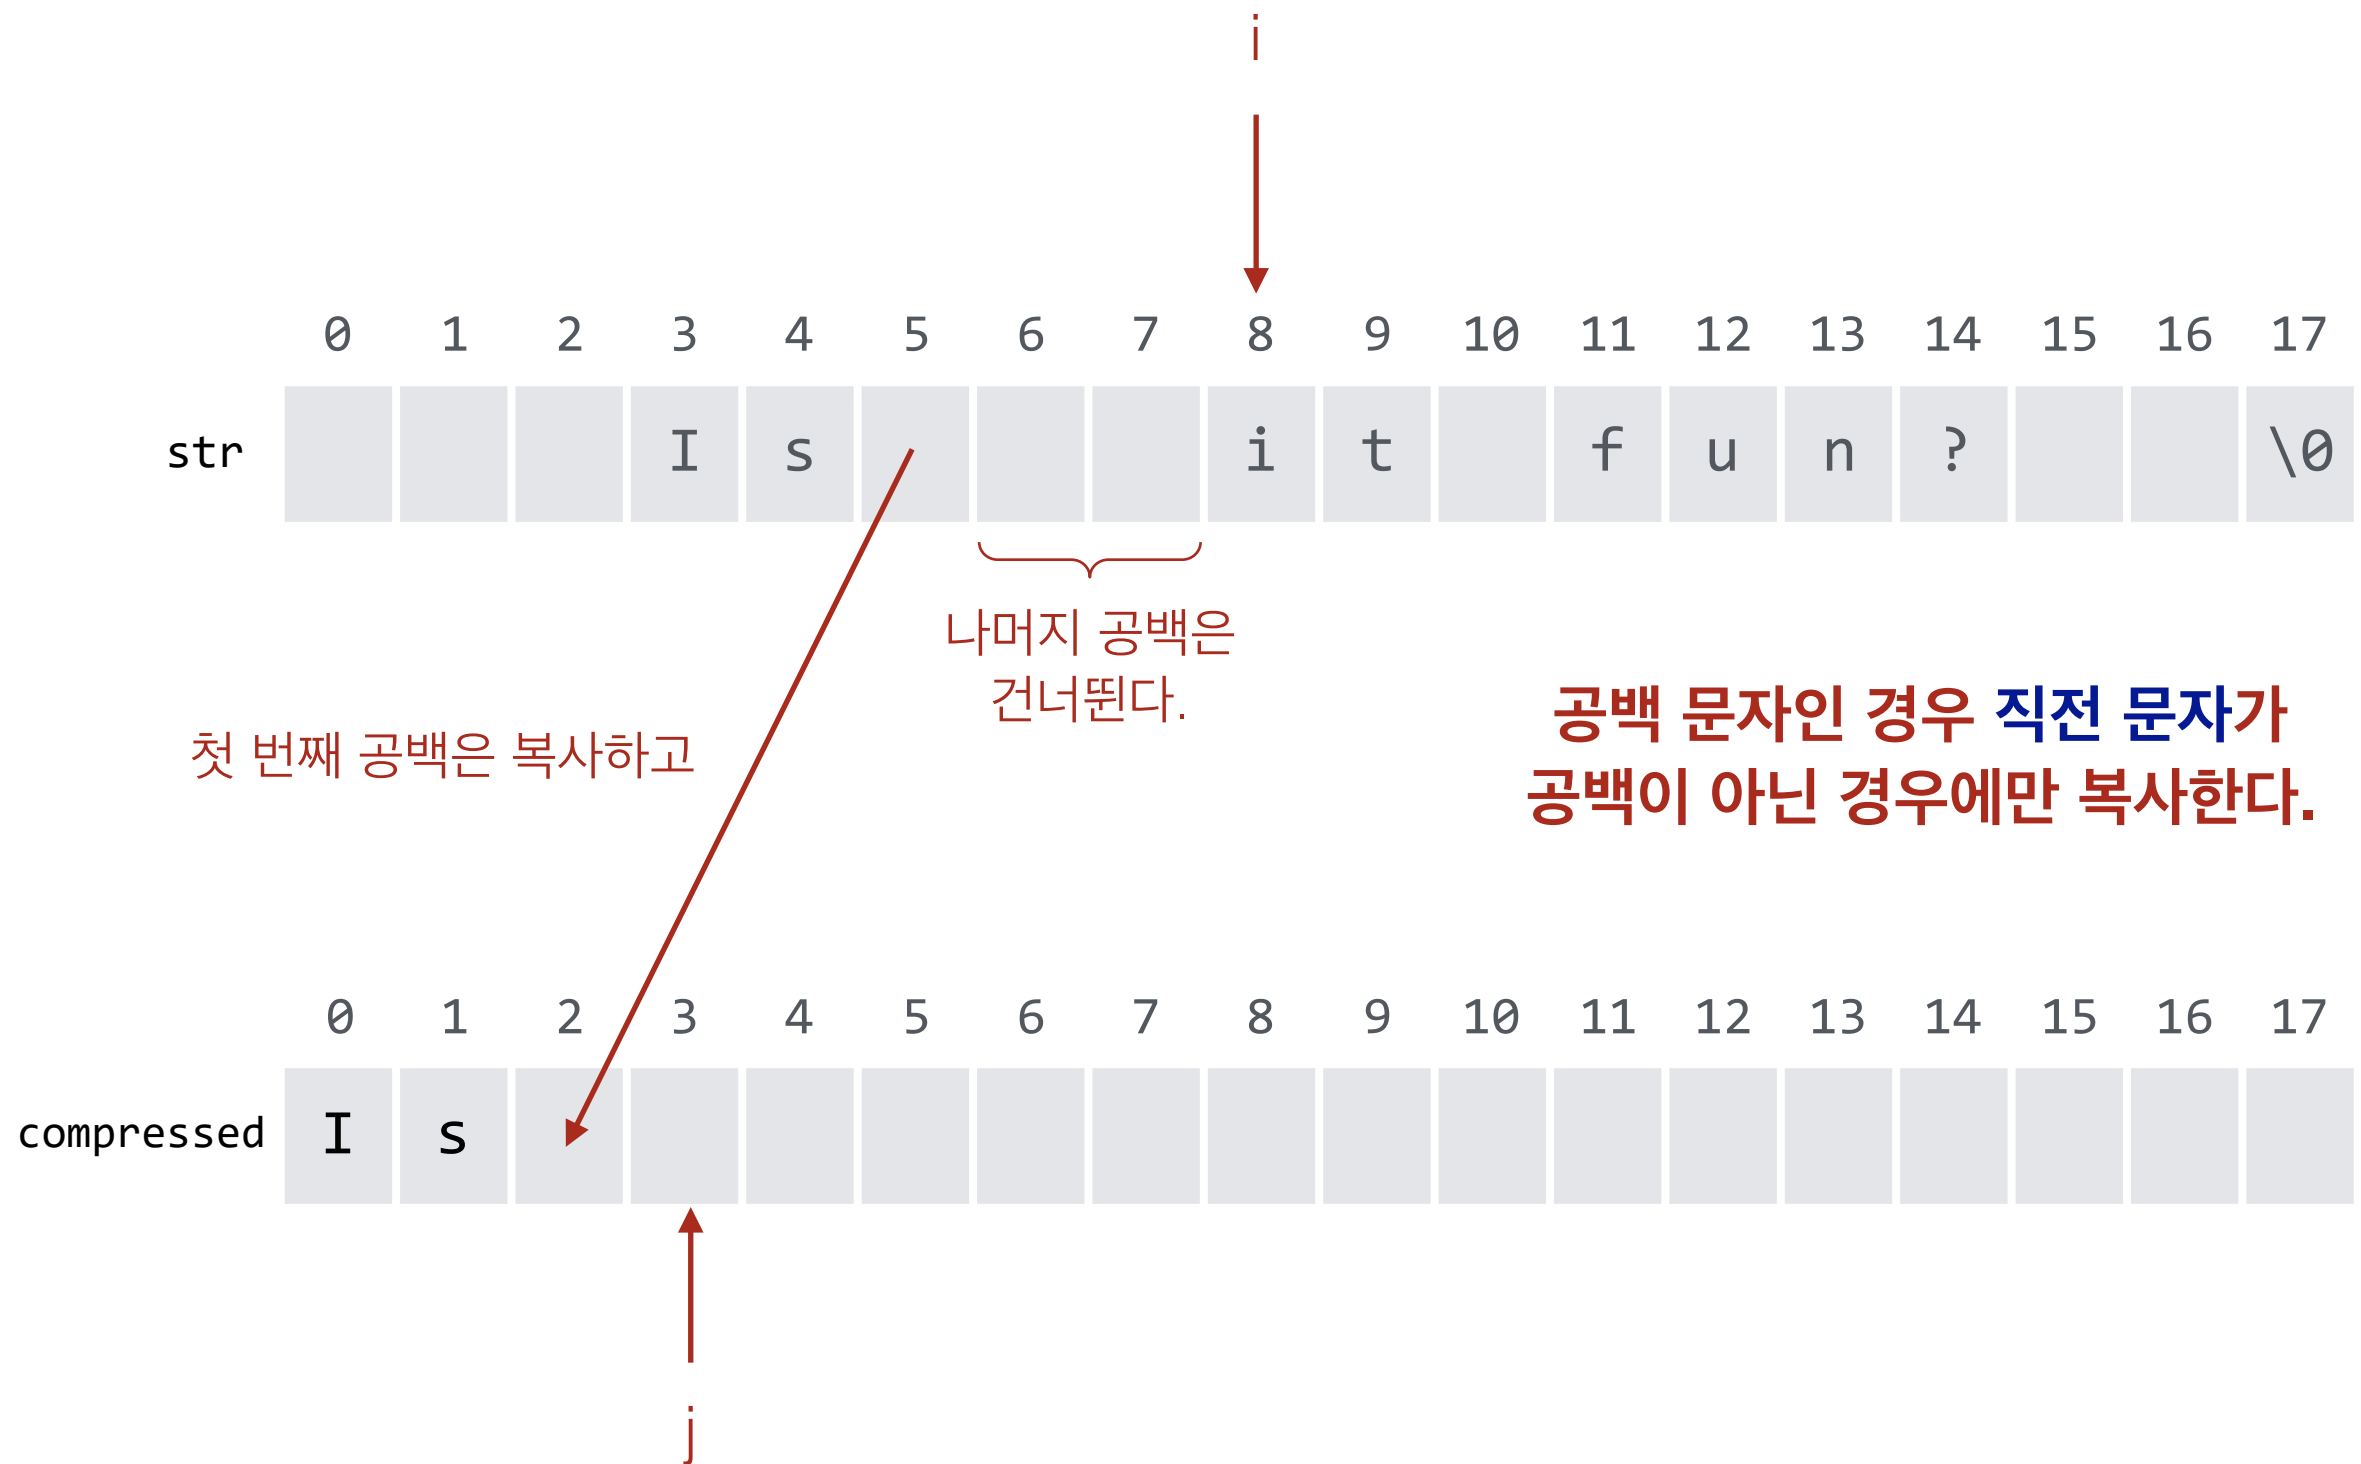 i
0 1 2 3 4 5 6 7 8 9 10 11 12 13 14 15 16 17
str I s i t f u n ? \0
나머지 공백은
건너뛴다.
첫 번째 공백은 복사하고
공백 문자인 경우 직전 문자가
공백이 아닌 경우에만 복사한다.
0 1 2 3 4 5 6 7 8 9 10 11 12 13 14 15 16 17
compressed I s
j